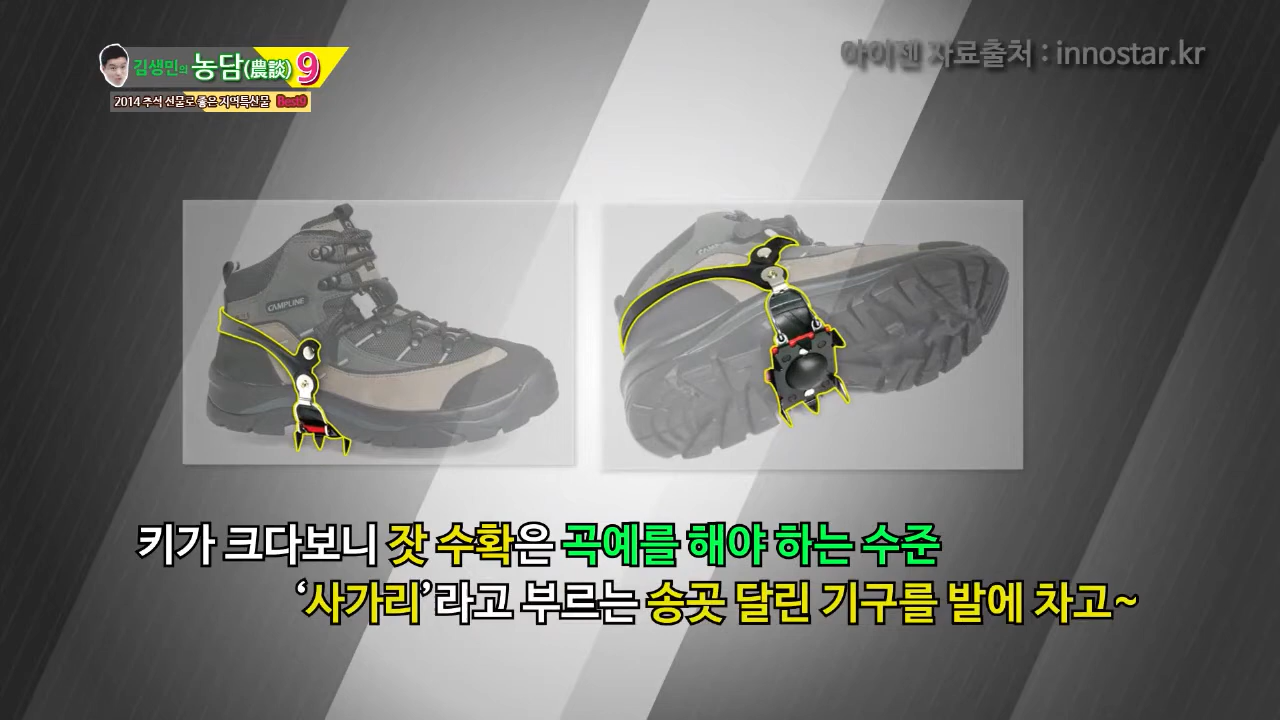 김생민의 농담(農談) 9
2014 추석 선물로 좋은 지역특산물 Best9
아이젠 자료출처 : innostar.kr
CAMPLINE
키가 크다보니 잣 수확은 곡예를 해야 하는 수준
‘사가리’라고 부르는 송곳 달린 기구를 발에 차고~